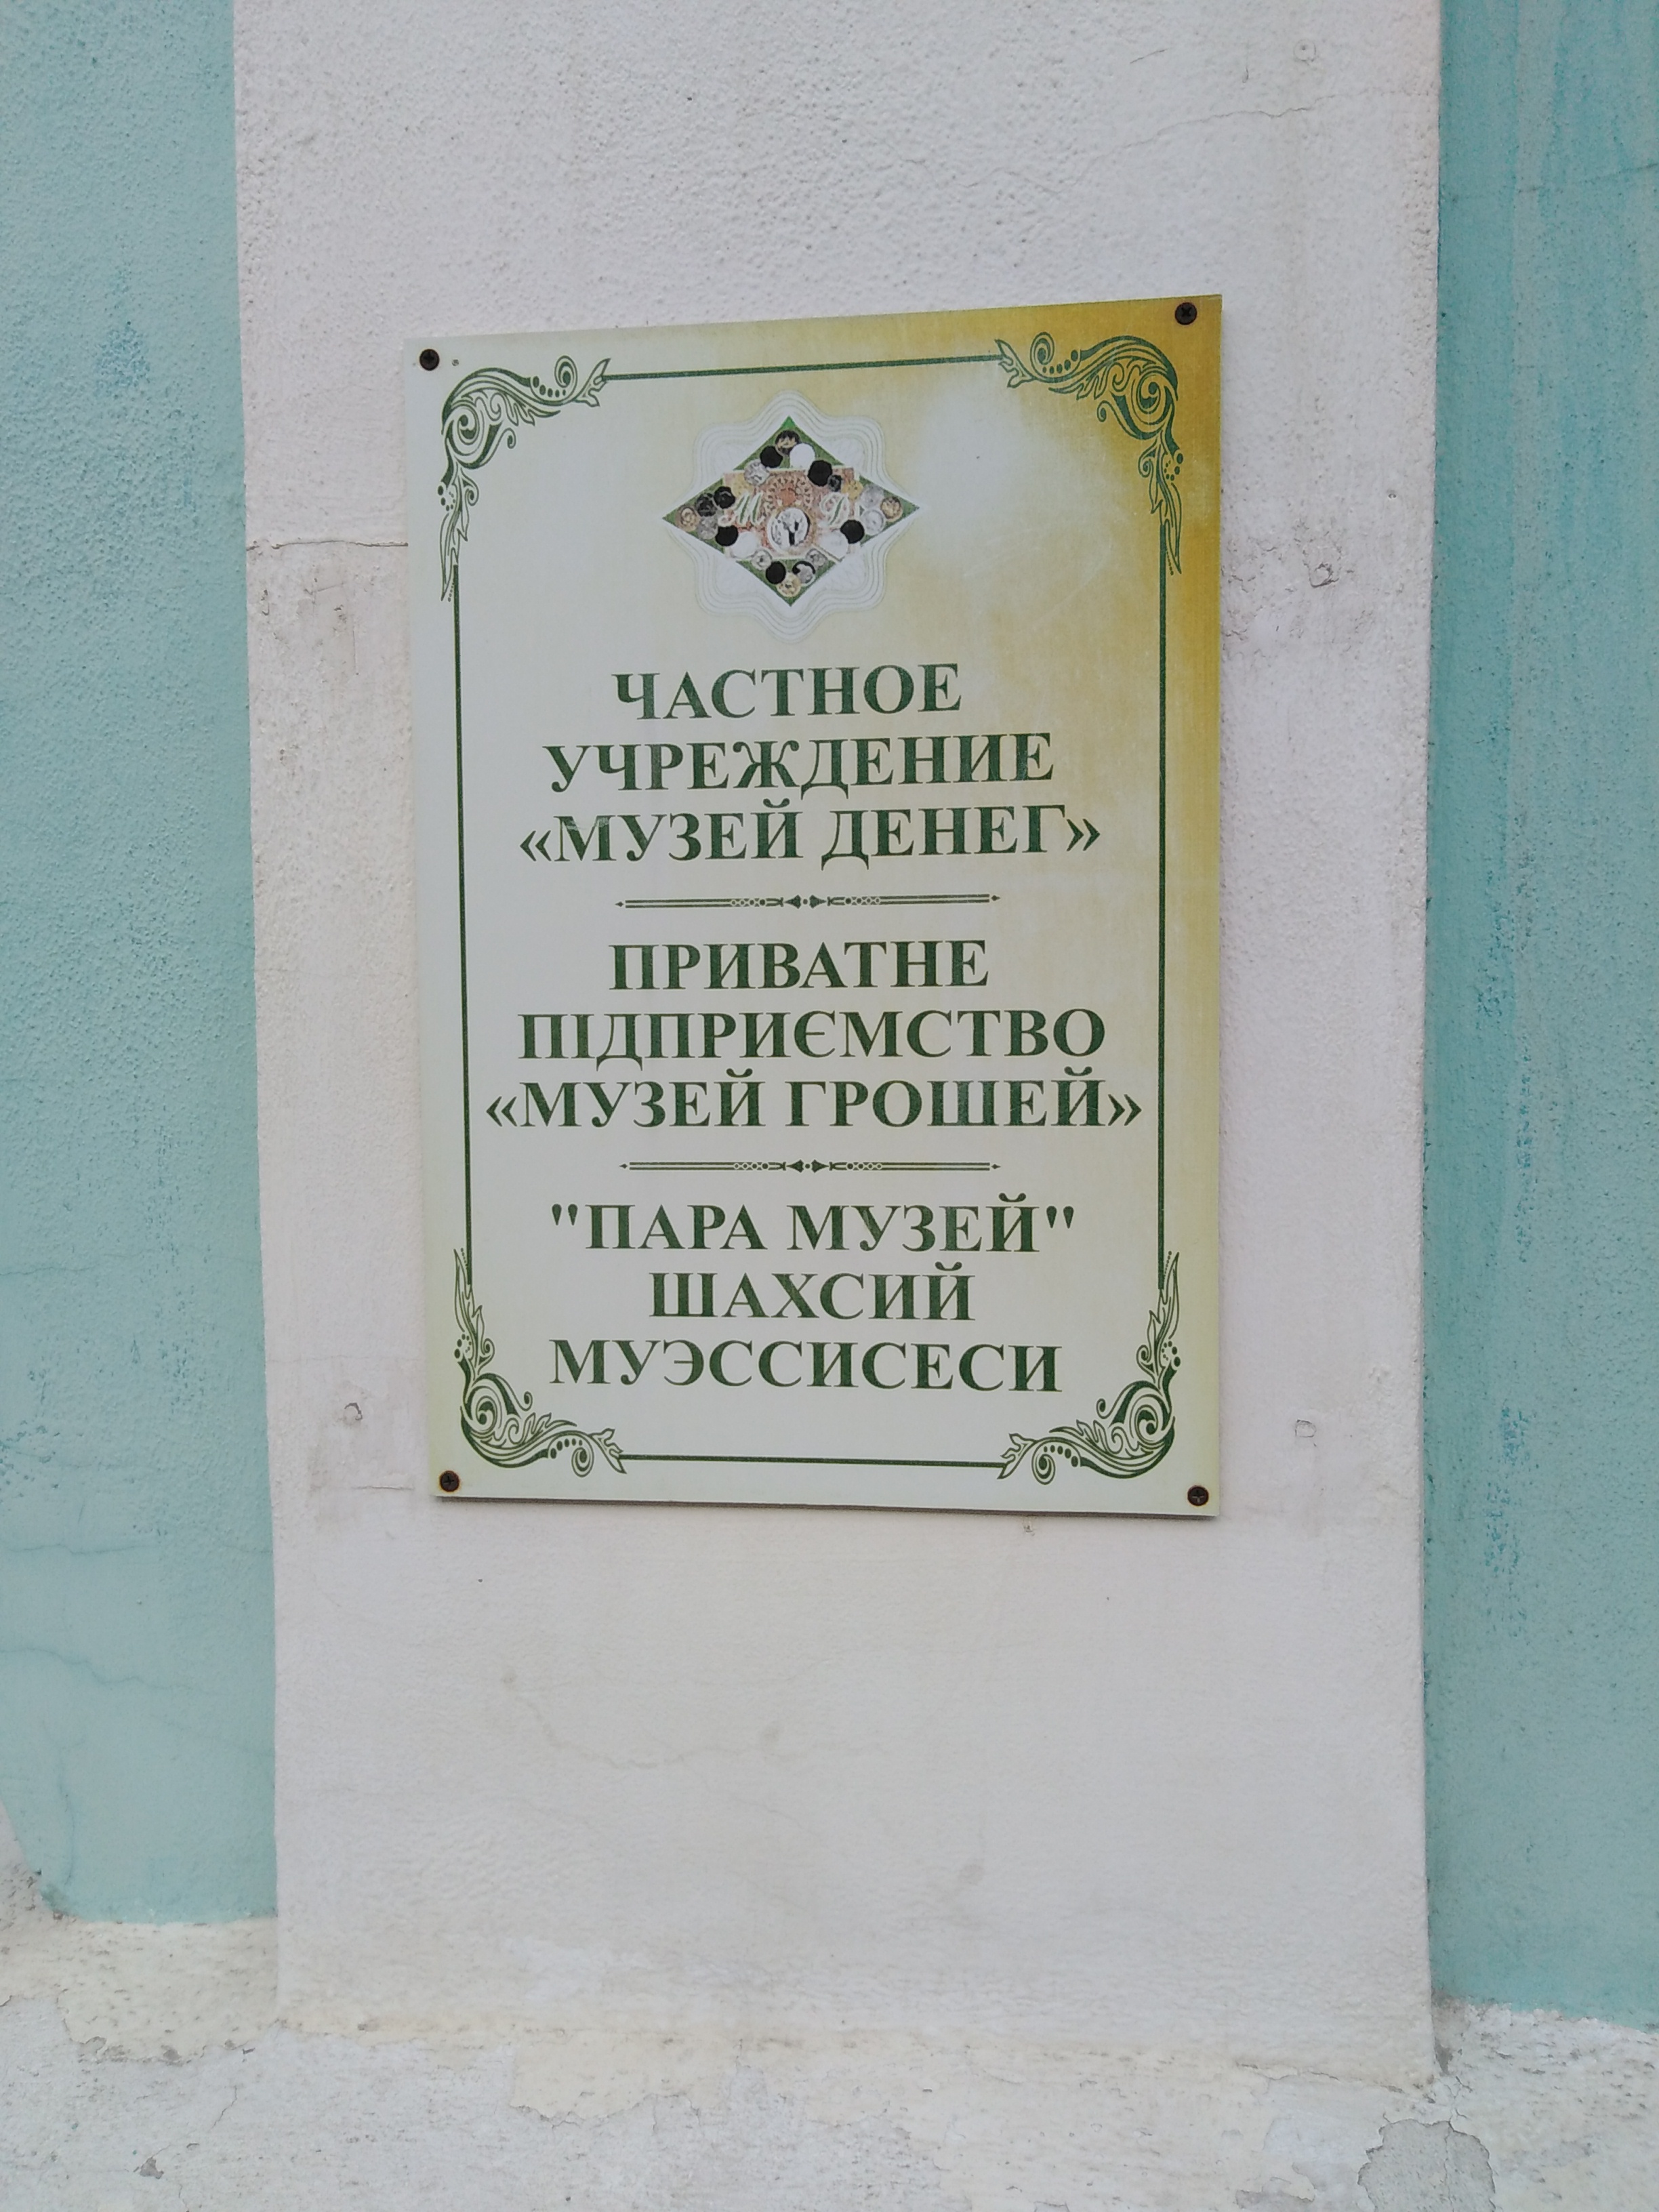 М Д
ЧАСТНОЕ
УЧРЕЖДЕНИЕ
«МУЗЕЙ ДЕНЕГ»
ПРИВАТНЕ
ПІДПРИЄМСТВО
«МУЗЕЙ ГРОШЕЙ»
"ПАРА МУЗЕЙ"
ШАХСИЙ
МУЭССИСЕСИ